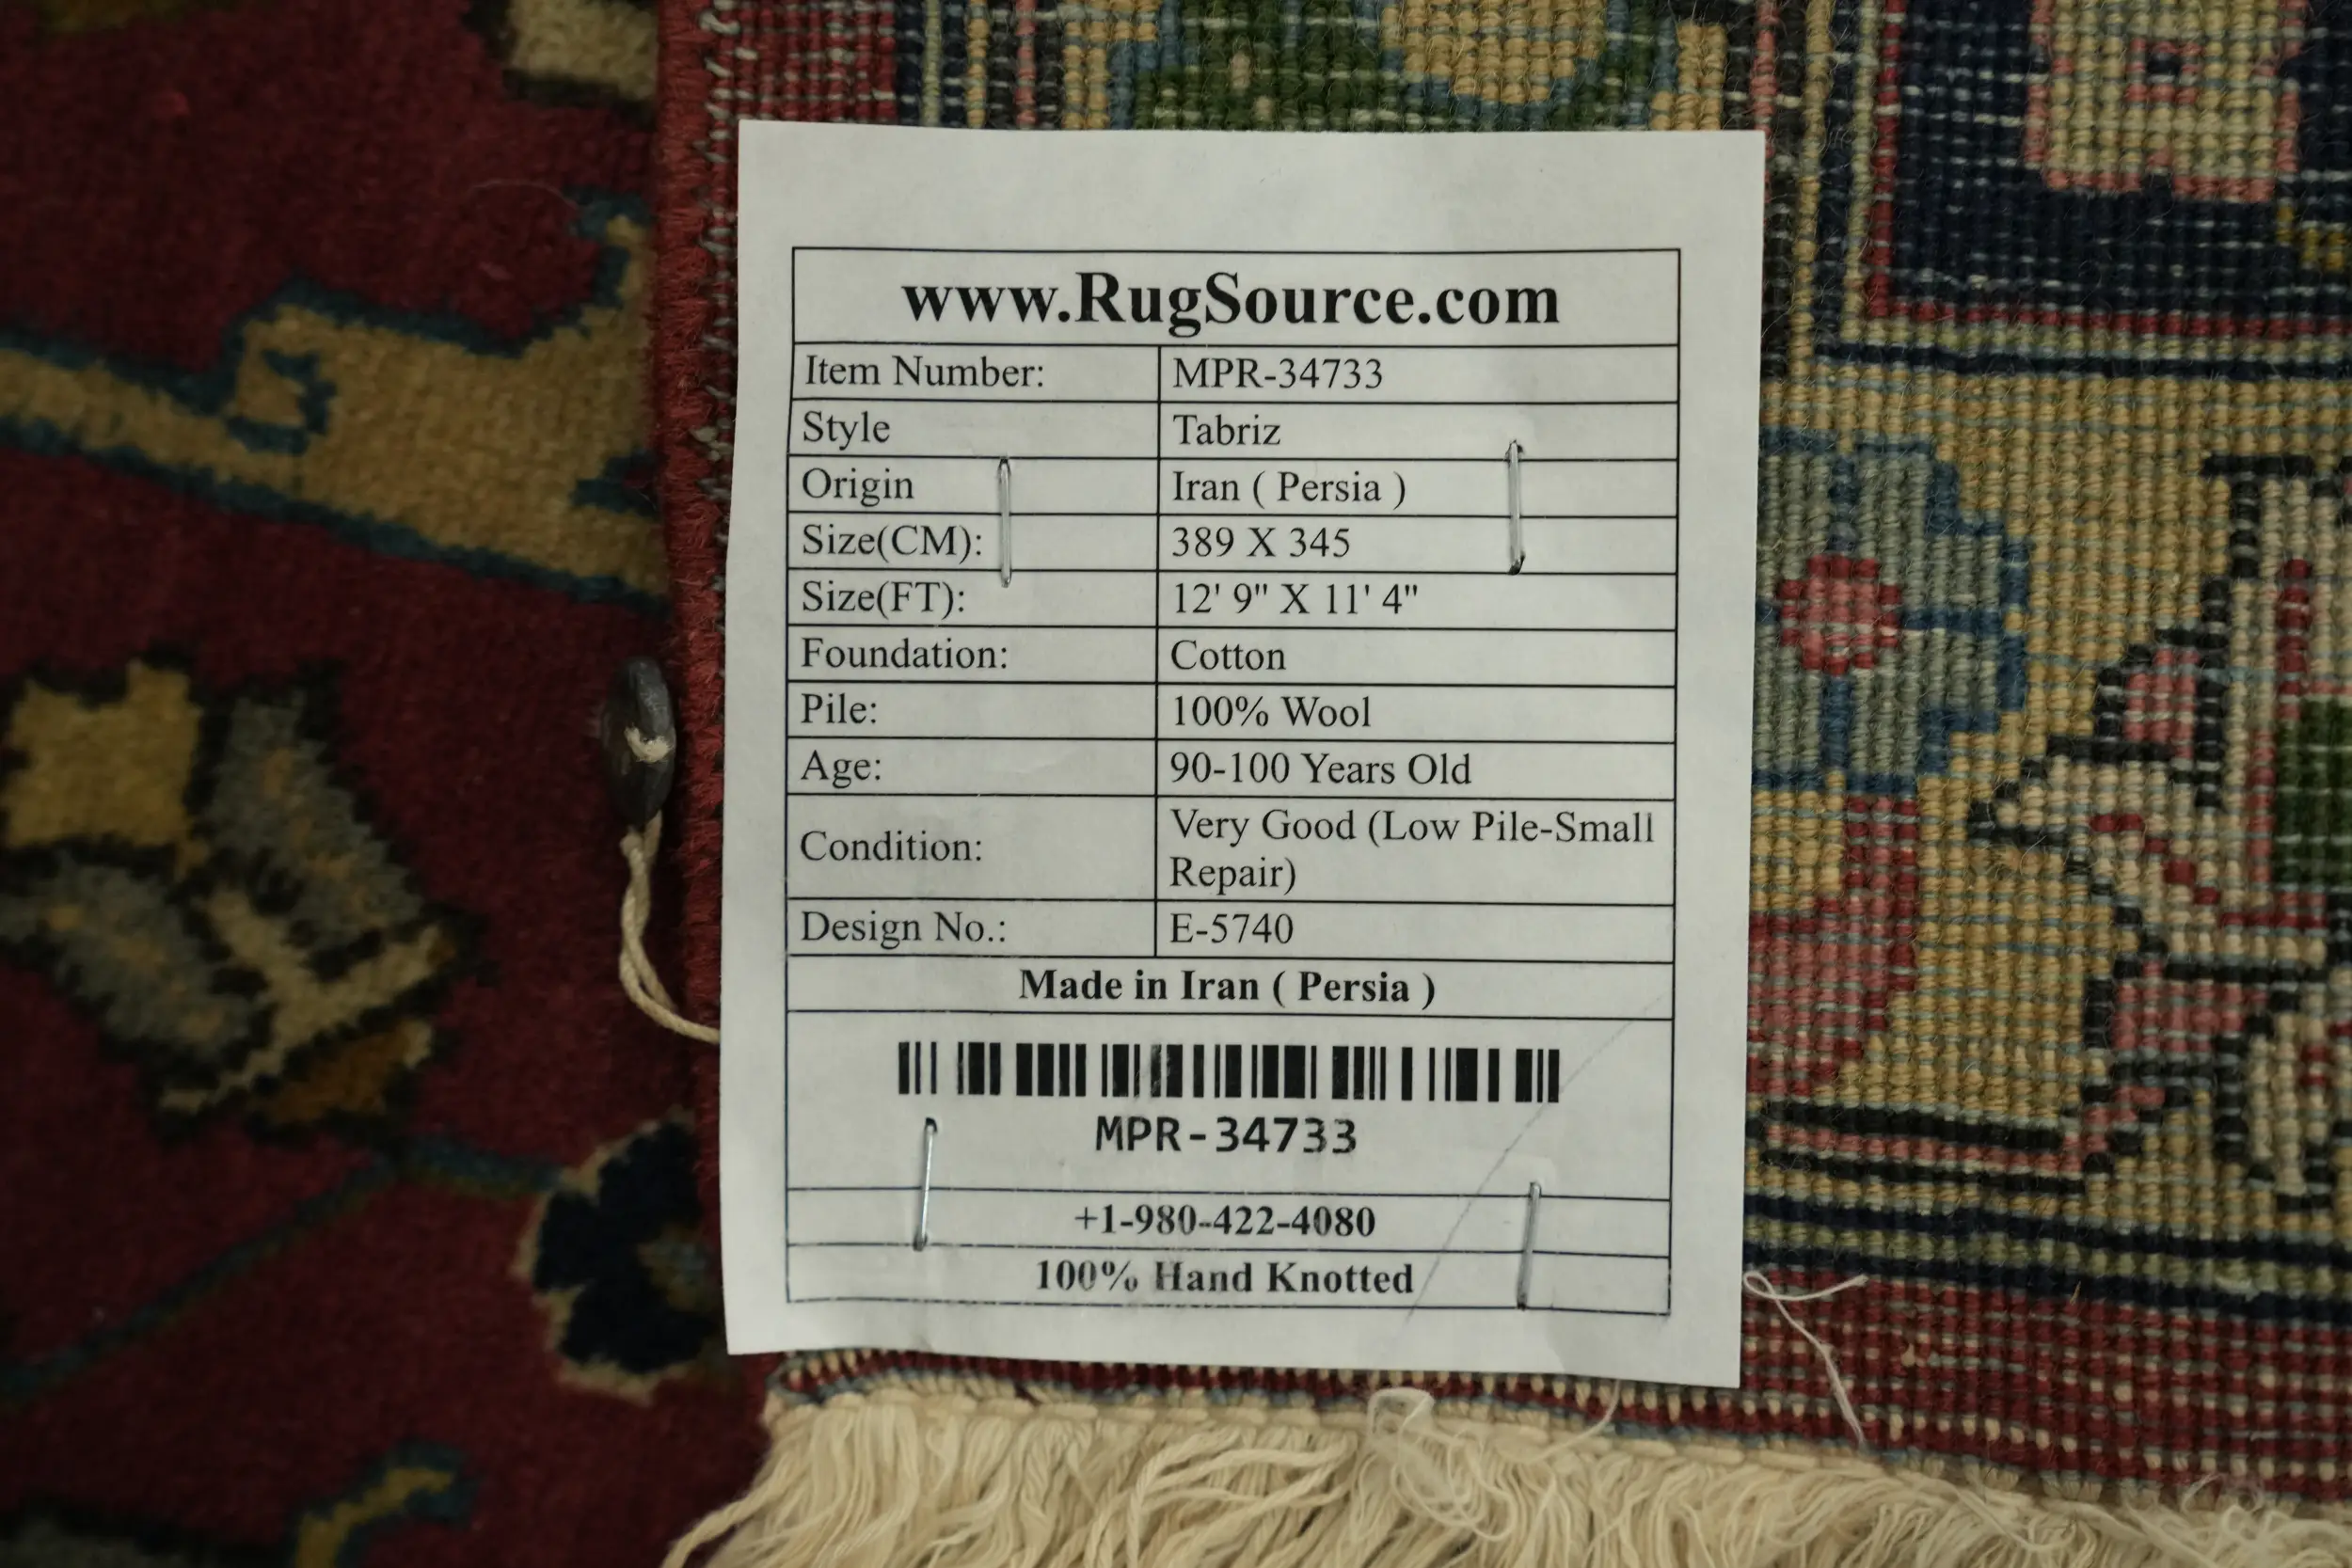 www.RugSource.com
Item Number: MPR-34733
Style Tabriz
Origin Iran ( Persia )
Size(CM): 389 X 345
Size(FT): 12' 9" X 11' 4"
Foundation: Cotton
Pile: 100% Wool
Age: 90-100 Years Old
Condition: Very Good (Low Pile-Small
Repair)
Design No.: E-5740
Made in Iran ( Persia )
MPR-34733
+1-980-422-4080
100% Hand Knotted